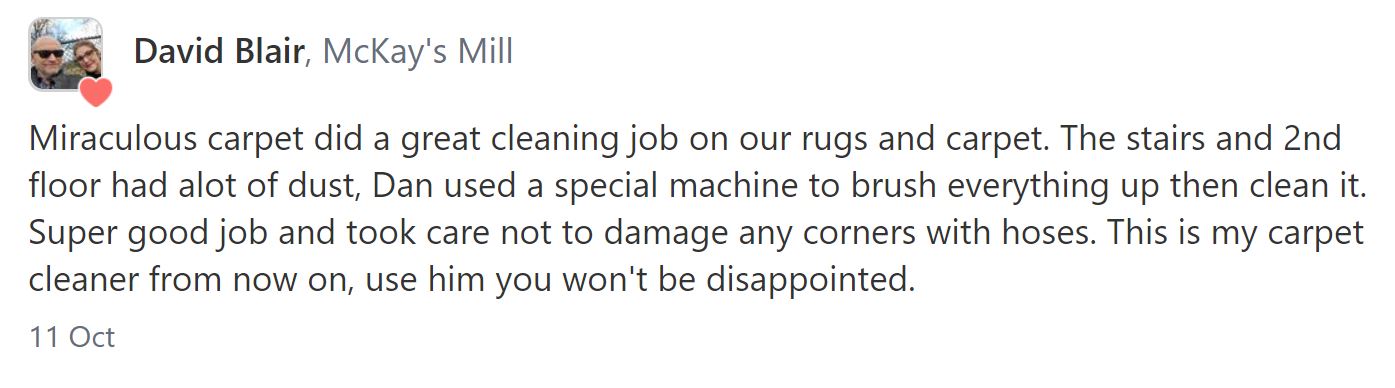 David Blair, McKay's Mill
Miraculous carpet did a great cleaning job on our rugs and carpet. The stairs and 2nd
floor had alot of dust, Dan used a special machine to brush everything up then clean it.
Super good job and took care not to damage any corners with hoses. This is my carpet
cleaner from now on, use him you won't be disappointed.
11 Oct